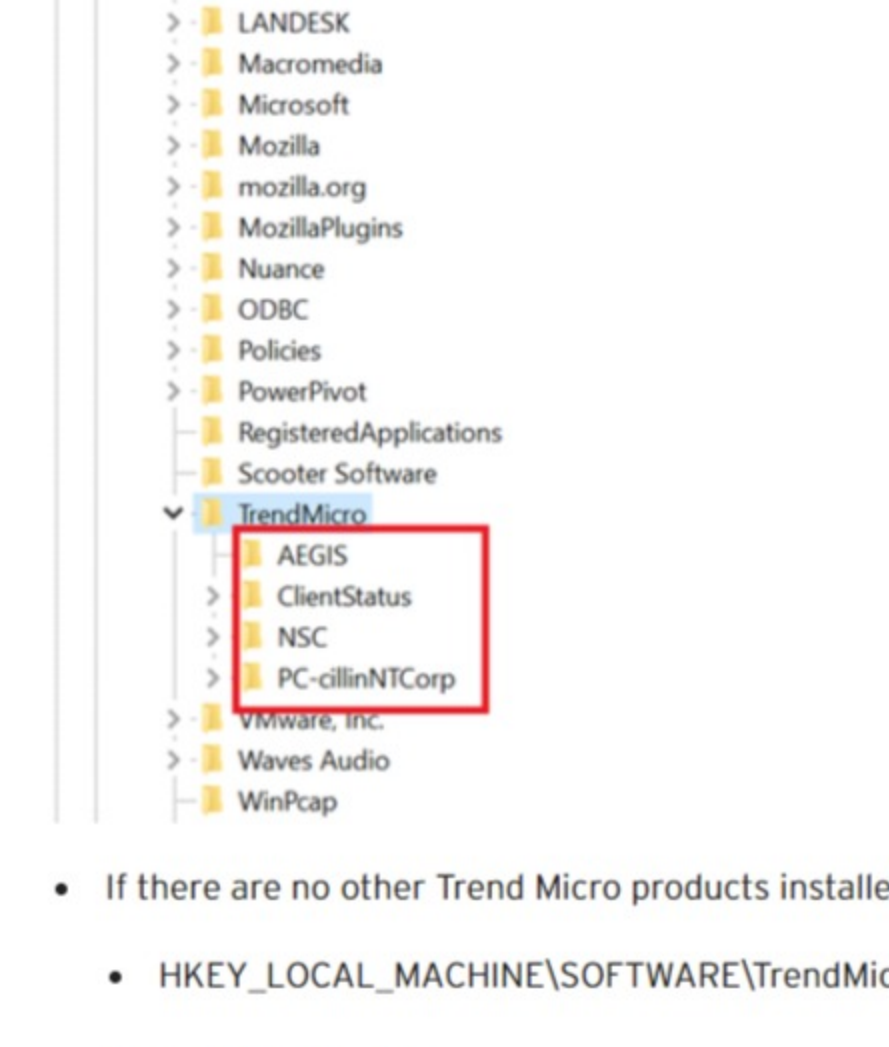 LANDESK
Macromedia
Microsoft
Mozilla
mozilla.org
MozillaPlugins
Nuance
ODBC
Policies
PowerPivot
RegisteredApplications
Scooter Software
TrendMicro
AEGIS
ClientStatus
NSC
PC-cillinNTCorp
VMware, Inc.
Waves Audio
WinPcap
• If there are no other Trend Micro products installe
• HKEY_LOCAL_MACHINE\SOFTWARE\TrendMic